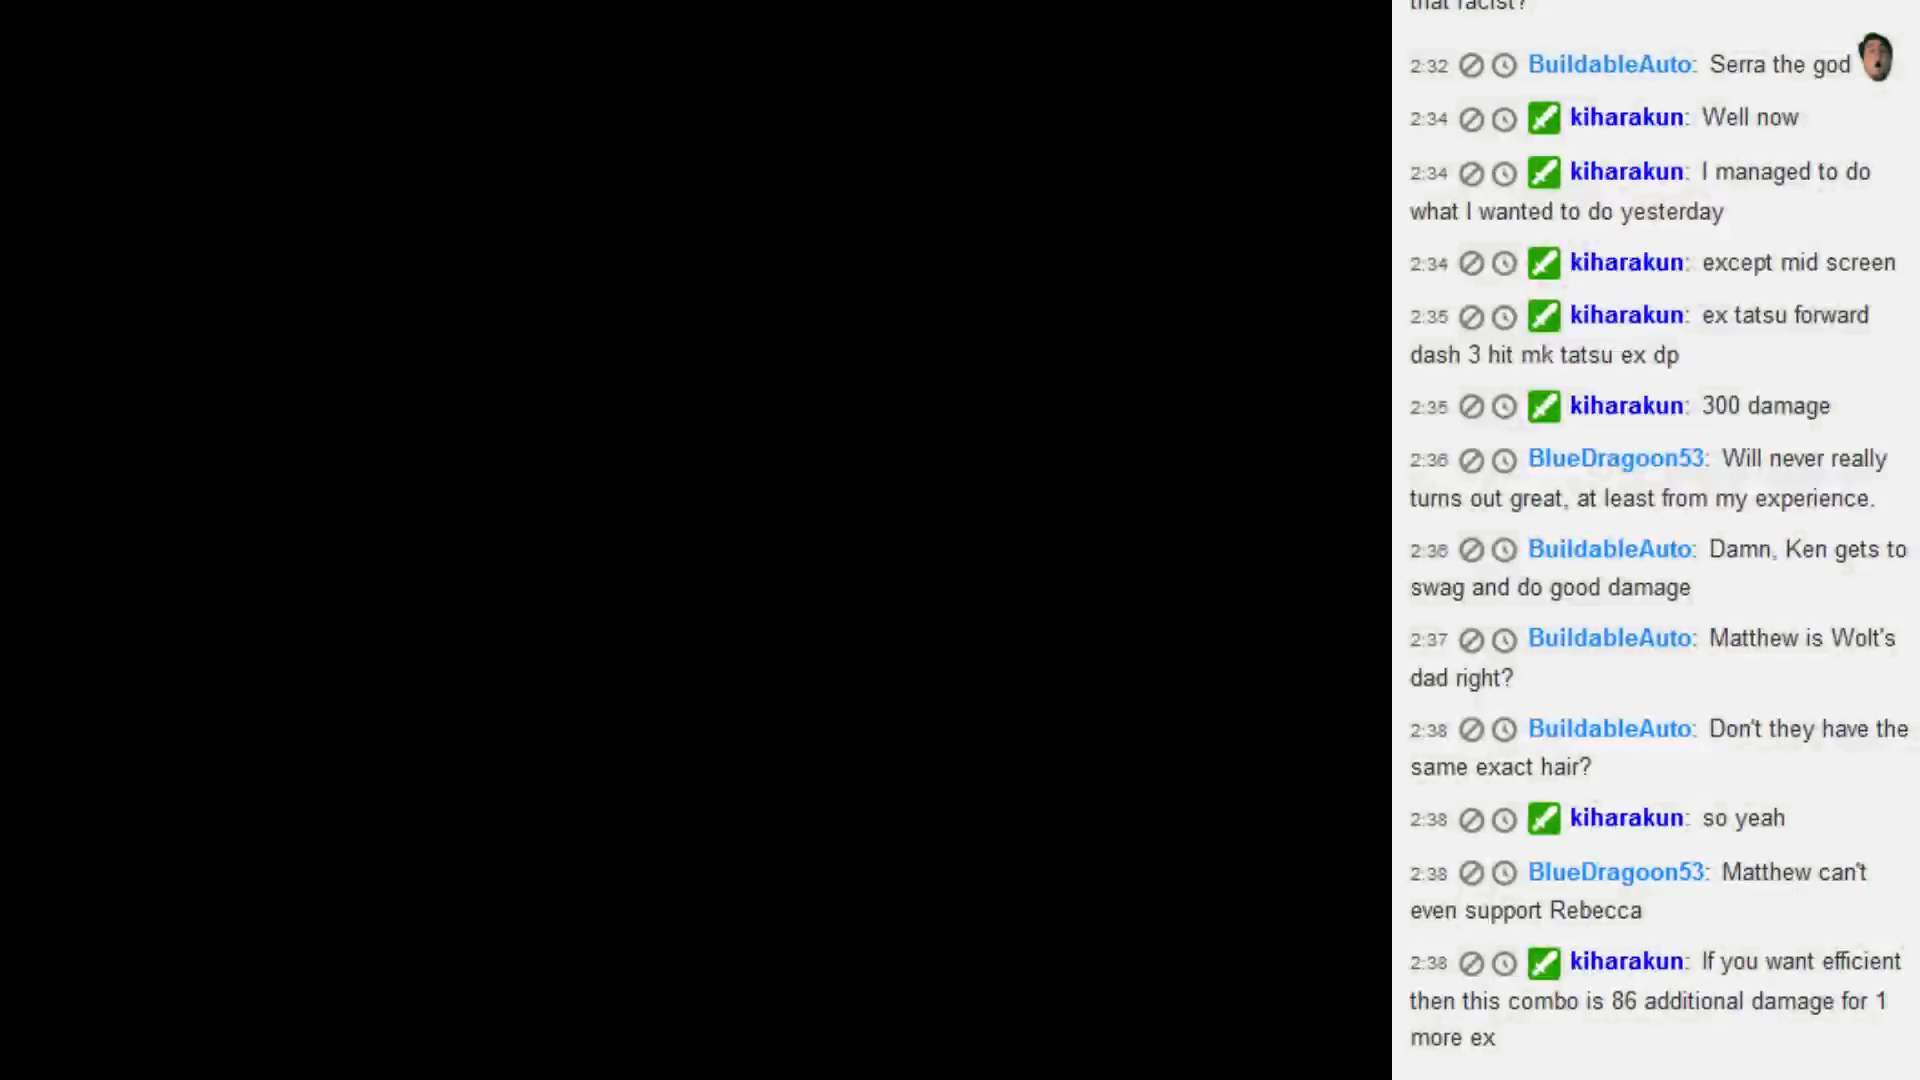 that racist?
2:32 BuildableAuto: Serra the god
2:34 kiharakun: Well now
2:34 kiharakun: I managed to do
what I wanted to do yesterday
2:34 kiharakun: except mid screen
2:35 kiharakun: ex tatsu forward
dash 3 hit mk tatsu ex dp
2:35 kiharakun: 300 damage
2:36 BlueDragoon53: Will never really
turns out great, at least from my experience.
2:36 BuildableAuto: Damn, Ken gets to
swag and do good damage
2:37 BuildableAuto: Matthew is Wolt's
dad right?
2:38 BuildableAuto: Don't they have the
same exact hair?
2:38 kiharakun: so yeah
2:38 BlueDragoon53: Matthew can't
even support Rebecca
2:38 kiharakun: If you want efficient
then this combo is 86 additional damage for 1
more ex